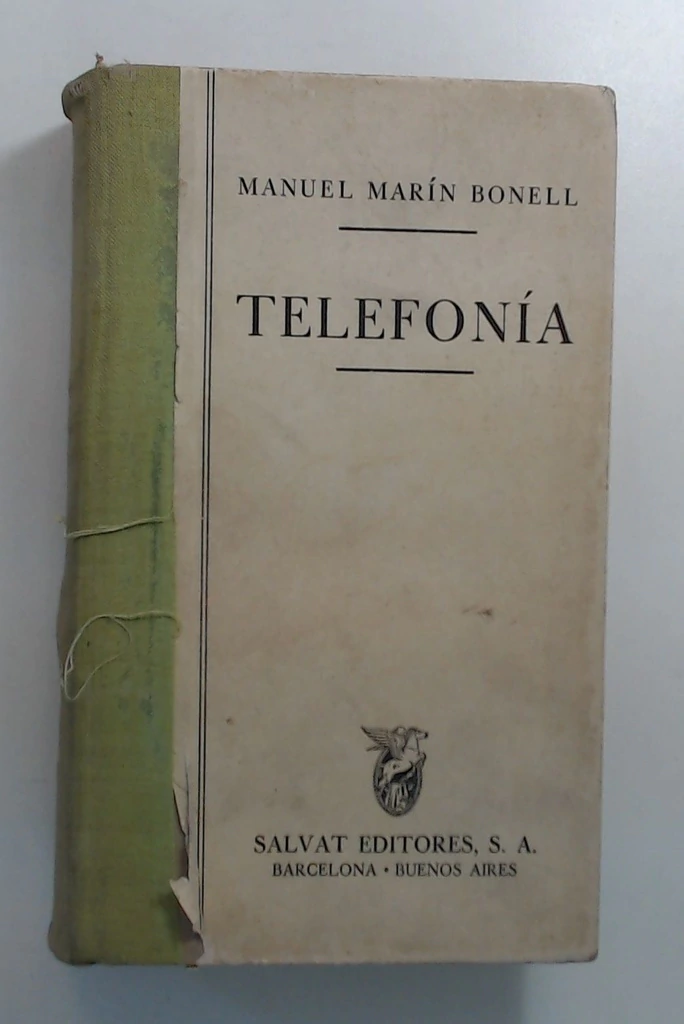 MANUEL MARÍN BONELL
TELEFONÍA
SALVAT EDITORES, S. A.
BARCELONA • BUENOS AIRES